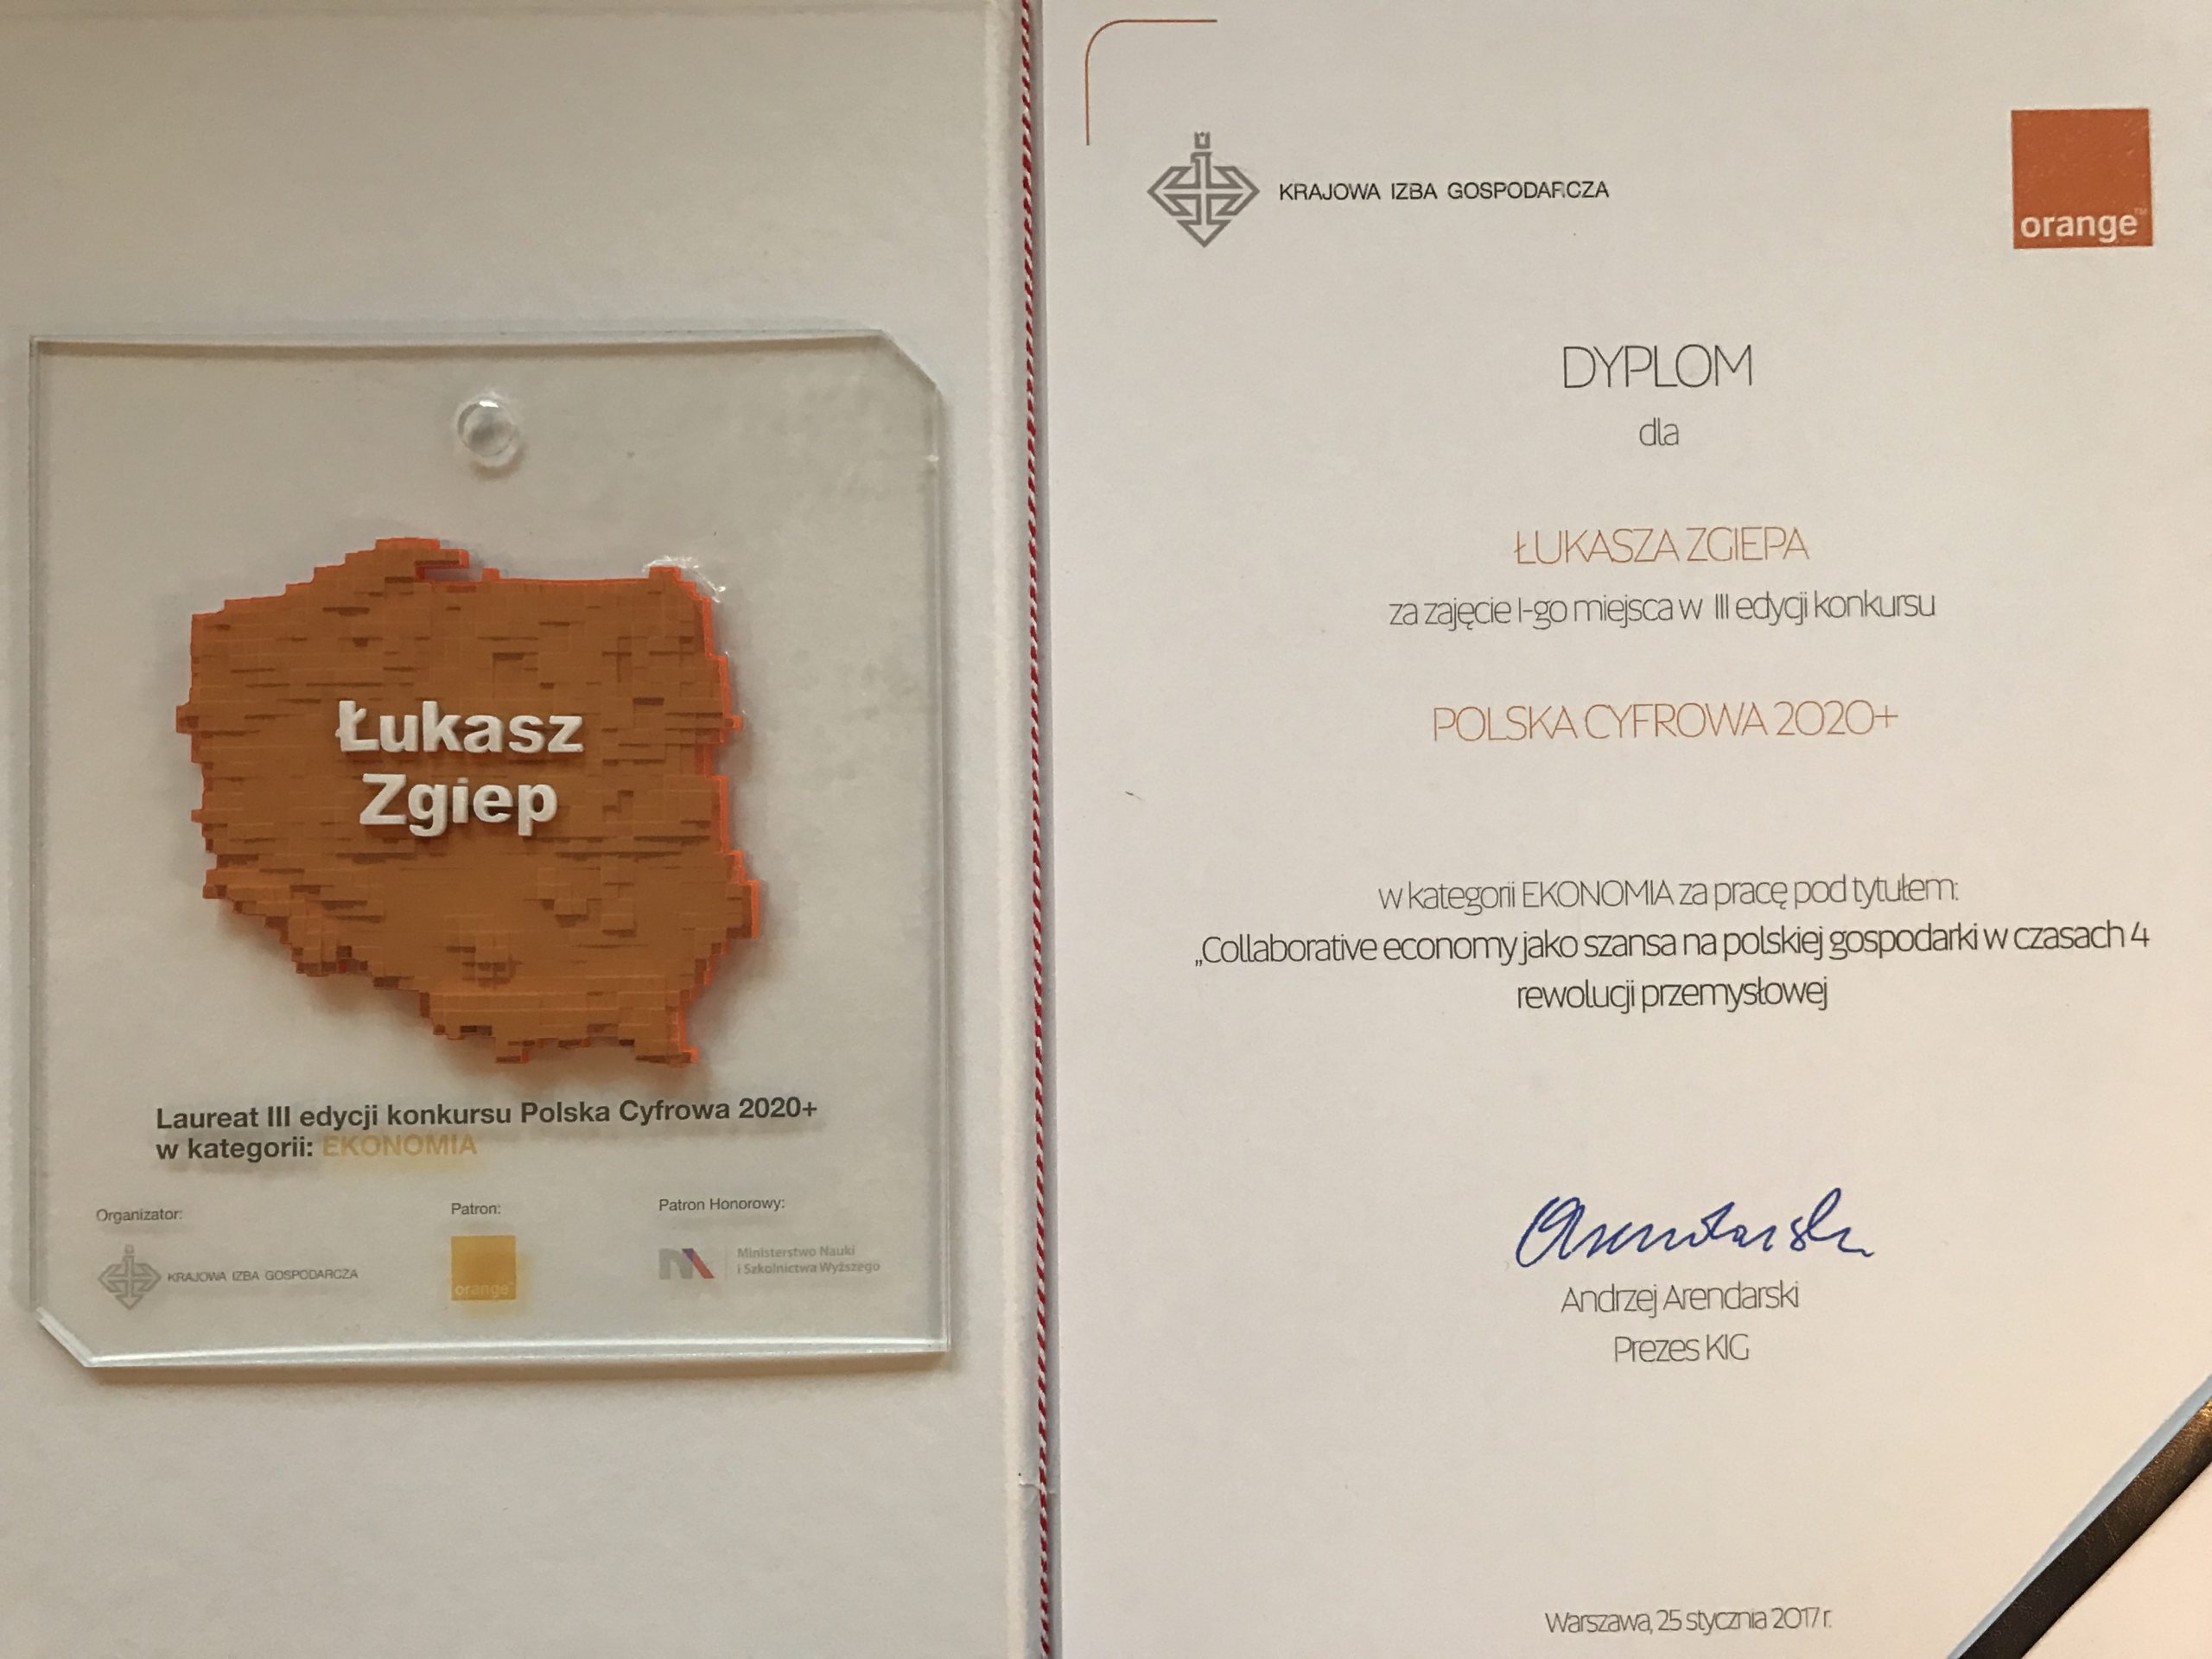 Łukasz
Zgiep
Laureat III edycji konkursu Polska Cyfrowa 2020+
w kategorii: EKONOMIA
Organizator:
KRAJOWA IZBA GOSPODARCZA
Patron:
orange™
Patron Honorowy:
Ministerstwo Nauki
i Szkolnictwa Wyższego
KRAJOWA IZBA GOSPODARCZA
orange™
DYPLOM
dla
ŁUKASZA ZGIEPA
za zajęcie I-go miejsca w III edycji konkursu
POLSKA CYFROWA 2020+
w kategorii EKONOMIA za pracę pod tytułem:
„Collaborative economy jako szansa na polskiej gospodarki w czasach 4
rewolucji przemysłowej
Arendarski
Andrzej Arendarski
Prezes KIG
Warszawa, 25 stycznia 2017 r.